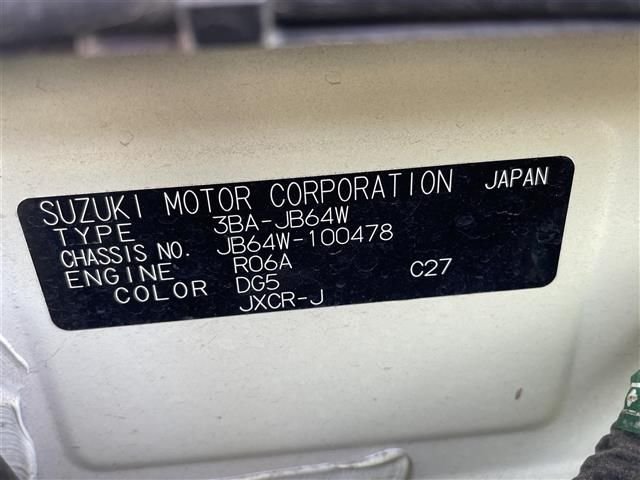 SUZUKI MOTOR CORPORATION JAPAN
TYPE 3BA-JB64W
CHASSIS NO. JB64W-100478
ENGINE R06A C27
COLOR DG5
JXCR-J